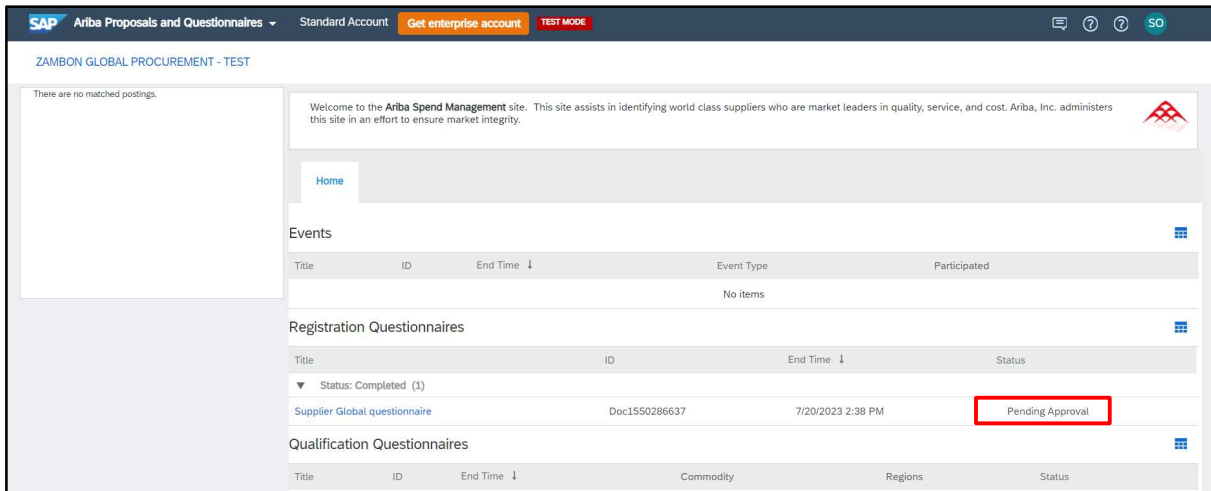 SAP Ariba Proposals and Questionnaires Standard Account Get enterprise account TEST MODE ? ? SO
ZAMBON GLOBAL PROCUREMENT - TEST
There are no matched postings.
Welcome to the Ariba Spend Management site. This site assists in identifying world class suppliers who are market leaders in quality, service, and cost. Ariba, Inc. administers
this site in an effort to ensure market integrity.
Home
Events
Title ID End Time ↓ Event Type Participated
No items
Registration Questionnaires
Title ID End Time ↓ Status
▼ Status: Completed (1)
Supplier Global questionnaire Doc1550286637 7/20/2023 2:38 PM Pending Approval
Qualification Questionnaires
Title ID End Time ↓ Commodity Regions Status